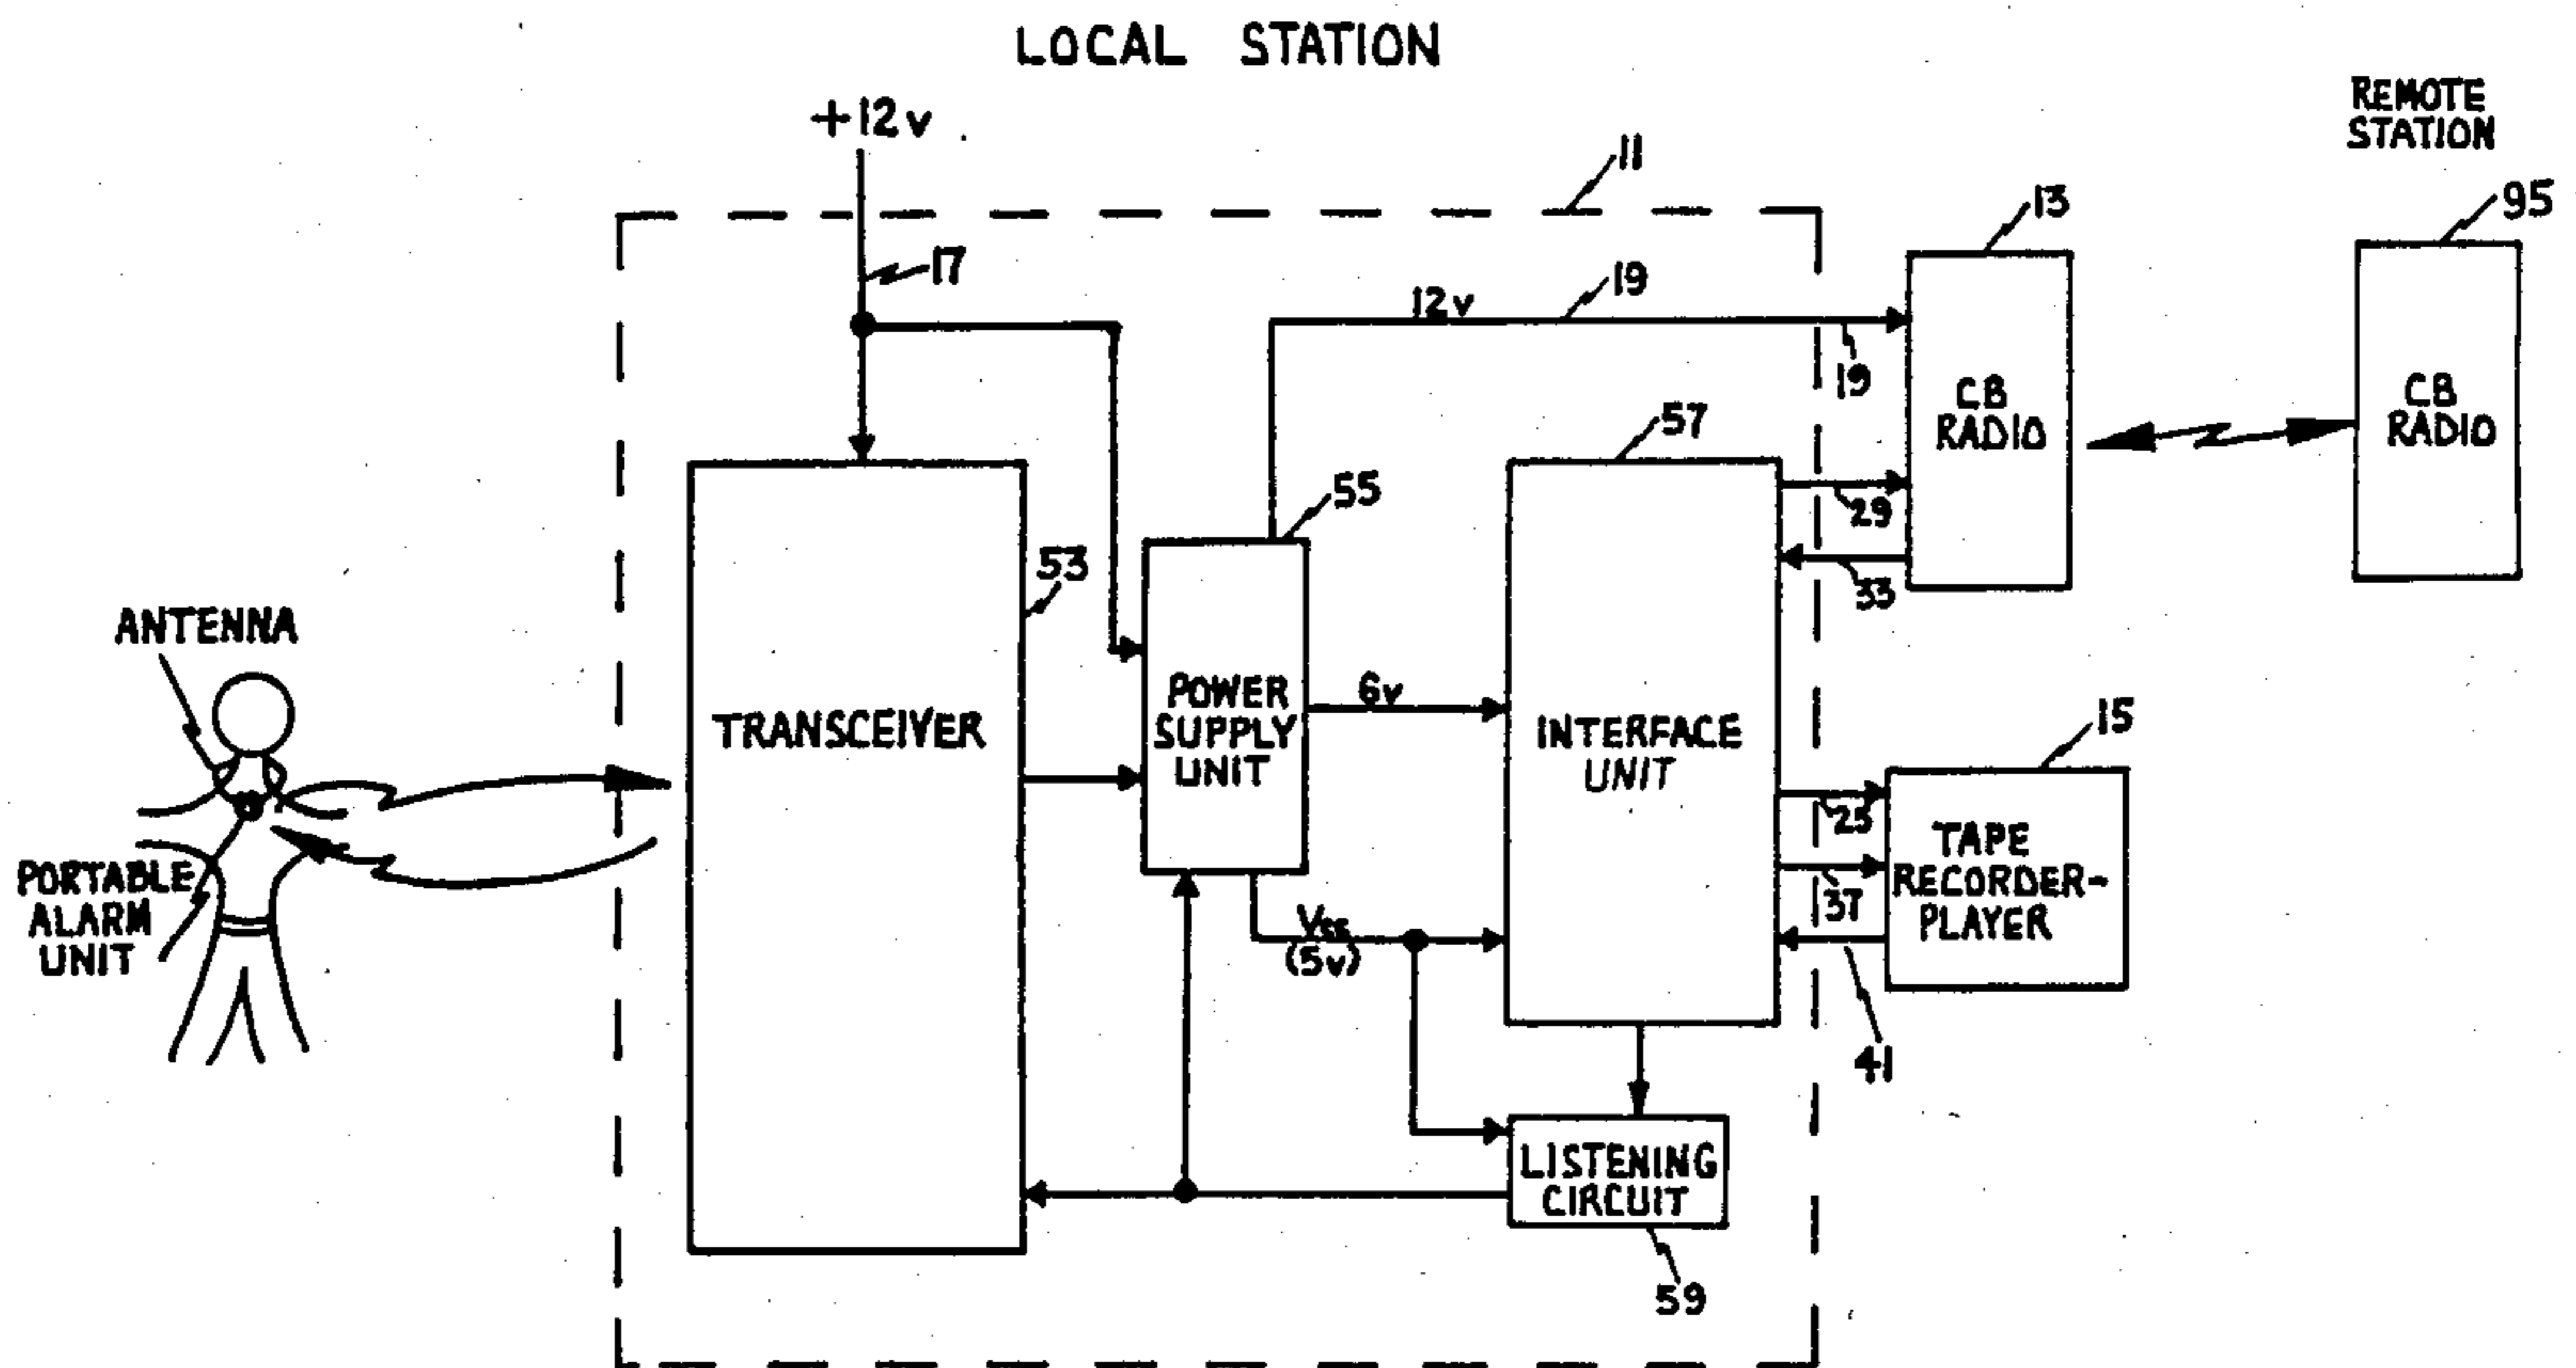 LOCAL STATION
+12v
REMOTE
STATION
11
13
95
17
12v
19
19
CB
RADIO
CB
RADIO
57
29
55
33
53
ANTENNA
POWER
SUPPLY
UNIT
6v
TRANSCEIVER
INTERFACE
UNIT
15
25
TAPE
RECORDER-
PLAYER
37
PORTABLE
ALARM
UNIT
(5v)
41
LISTENING
CIRCUIT
59